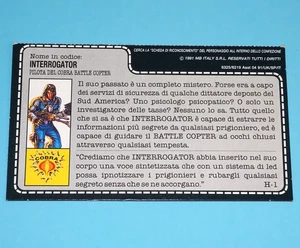 CERCA LA "SCHEDA DI RICONOSCIMENTO" DEL PERSONAGGIO ALL'INTERNO DELLA CONFEZIONE
Nome in codice:
INTERROGATOR
PILOTA DEL COBRA BATTLE COPTER
© 1991 MB ITALY S.R.L. RESERVATI TUTTI I DIRITTI
Il suo passato è un completo mistero. Forse era a capo
dei servizi di sicurezza di qualche dittatore deposto del
Sud America? Uno psicologo psicopatico? O solo un
investigatore delle tasse? Nessuno lo sa. Tutto quello
che si sa è che INTERROGATOR è capace di estrarre le
informazioni più segrete da qualsiasi prigioniero, ed è
capace di guidare il BATTLE COPTER ad occhi chiusi
attraverso qualsiasi tempesta.
"Crediamo che INTERROGATOR abbia inserito nel suo
corpo una voce sintetizzata che con un sistema di led
possa ipnotizzare i prigionieri e rubargli qualsiasi
segreto senza che se ne accorgano."
H-1
COBRA